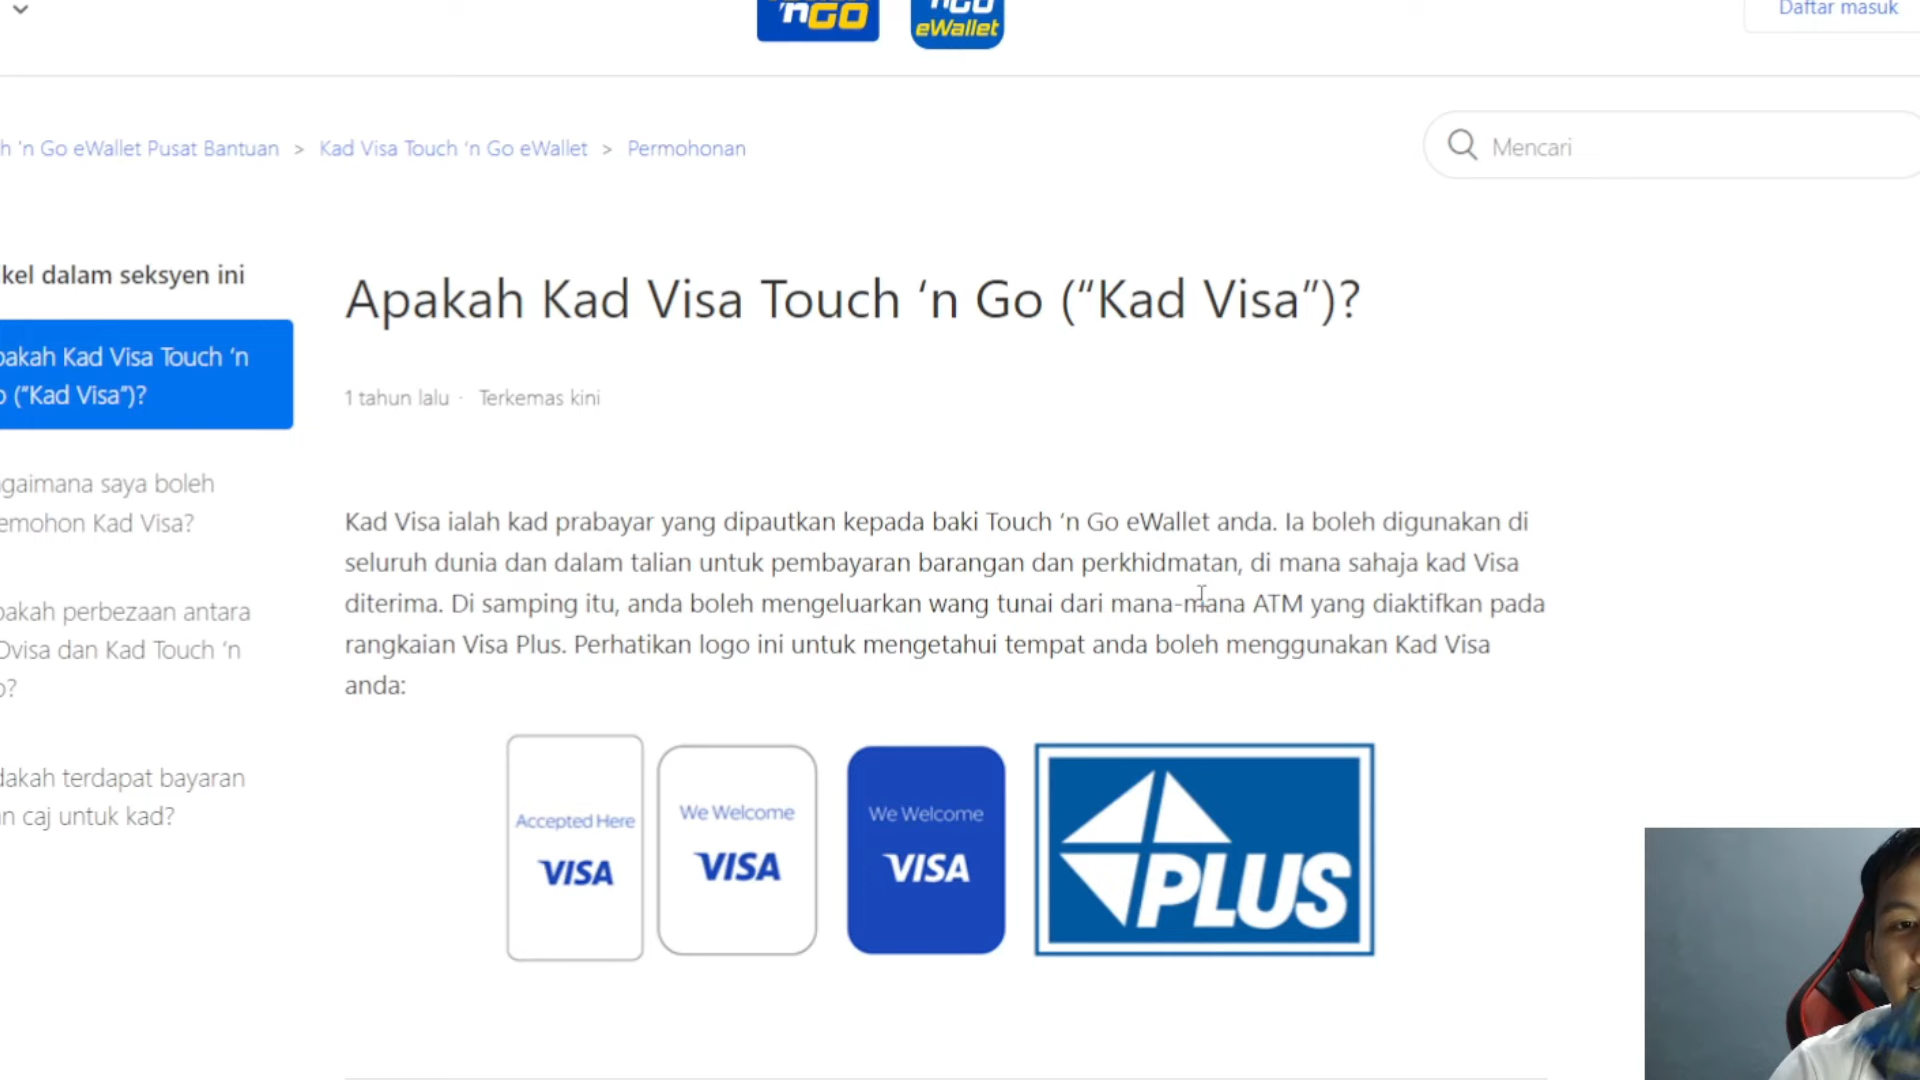 'nGO
nGO
eWallet
Daftar masuk
h 'n Go eWallet Pusat Bantuan > Kad Visa Touch ‘n Go eWallet > Permohonan
Mencari
kel dalam seksyen ini
pakah Kad Visa Touch ‘n
o (“Kad Visa”)?
gaimana saya boleh
emohon Kad Visa?
pakah perbezaan antara
Ovisa dan Kad Touch ‘n
o?
dakah terdapat bayaran
n caj untuk kad?
Apakah Kad Visa Touch ‘n Go (“Kad Visa”)?
1 tahun lalu · Terkemas kini
Kad Visa ialah kad prabayar yang dipautkan kepada baki Touch ‘n Go eWallet anda. Ia boleh digunakan di
seluruh dunia dan dalam talian untuk pembayaran barangan dan perkhidmatan, di mana sahaja kad Visa
diterima. Di samping itu, anda boleh mengeluarkan wang tunai dari mana-mana ATM yang diaktifkan pada
rangkaian Visa Plus. Perhatikan logo ini untuk mengetahui tempat anda boleh menggunakan Kad Visa
anda:
Accepted Here
VISA
We Welcome
VISA
We Welcome
VISA
PLUS